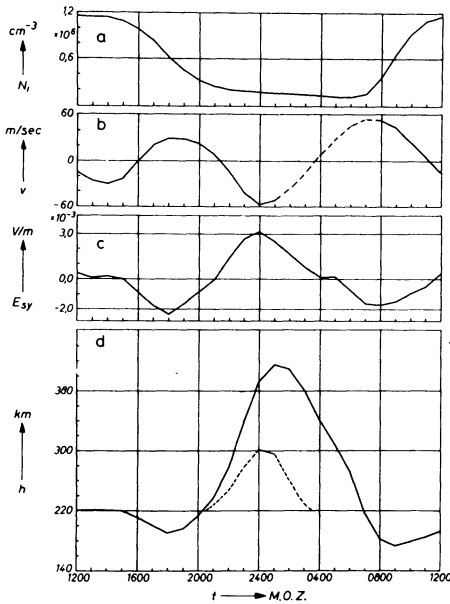 1,2
cm⁻³
×10⁶
a
0,6
N₁
60
m/sec
b
0
v
-60
×10⁻³
V/m
c
3,0
0,0
E_sy
-2,0
d
380
km
300
h
220
140
1200 1600 2000 2400 0400 0800 1200
t → M.O.Z.